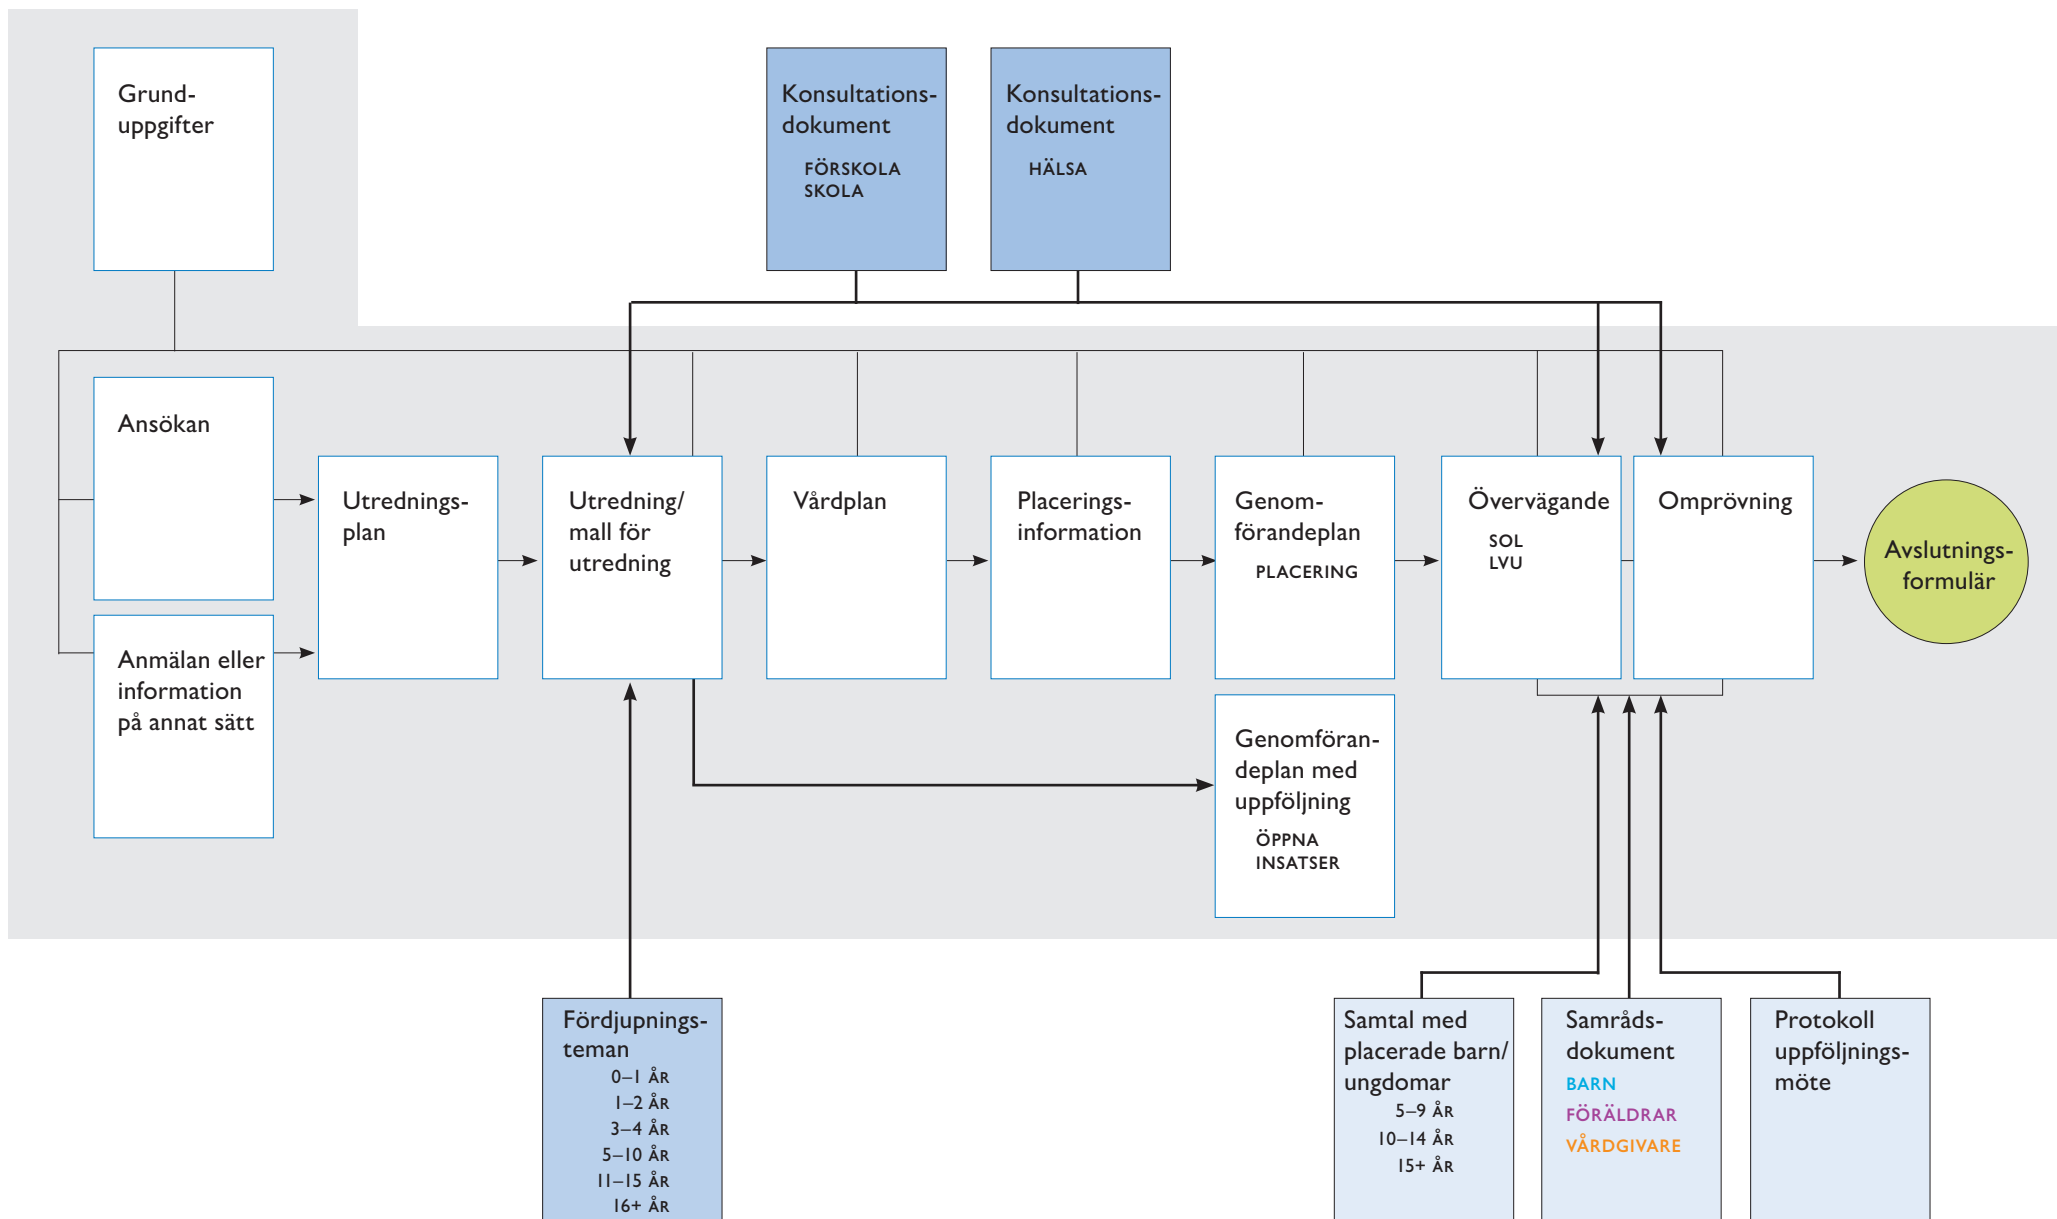 Grund-
uppgifter
Konsultations-
dokument
FÖRSKOLA
SKOLA
Konsultations-
dokument
HÄLSA
Ansökan
Anmälan eller
information
på annat sätt
Utrednings-
plan
Utredning/
mall för
utredning
Vårdplan
Placerings-
information
Genom-
förandeplan
PLACERING
Övervägande
SOL
LVU
Omprövning
Avslutnings-
formulär
Genomföran-
deplan med
uppföljning
ÖPPNA
INSATSER
Fördjupnings-
teman
0–1 ÅR
1–2 ÅR
3–4 ÅR
5–10 ÅR
11–15 ÅR
16+ ÅR
Samtal med
placerade barn/
ungdomar
5–9 ÅR
10–14 ÅR
15+ ÅR
Samråds-
dokument
BARN
FÖRÄLDRAR
VÅRDGIVARE
Protokoll
uppföljnings-
möte